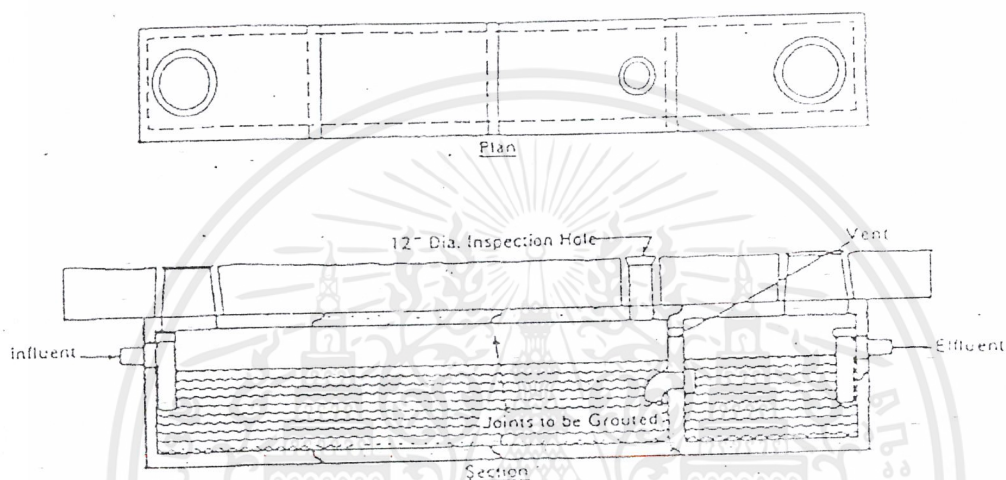 Plan
12" Dia. Inspection Hole
Vent
Influent
Effluent
Joints to be Grouted
Section